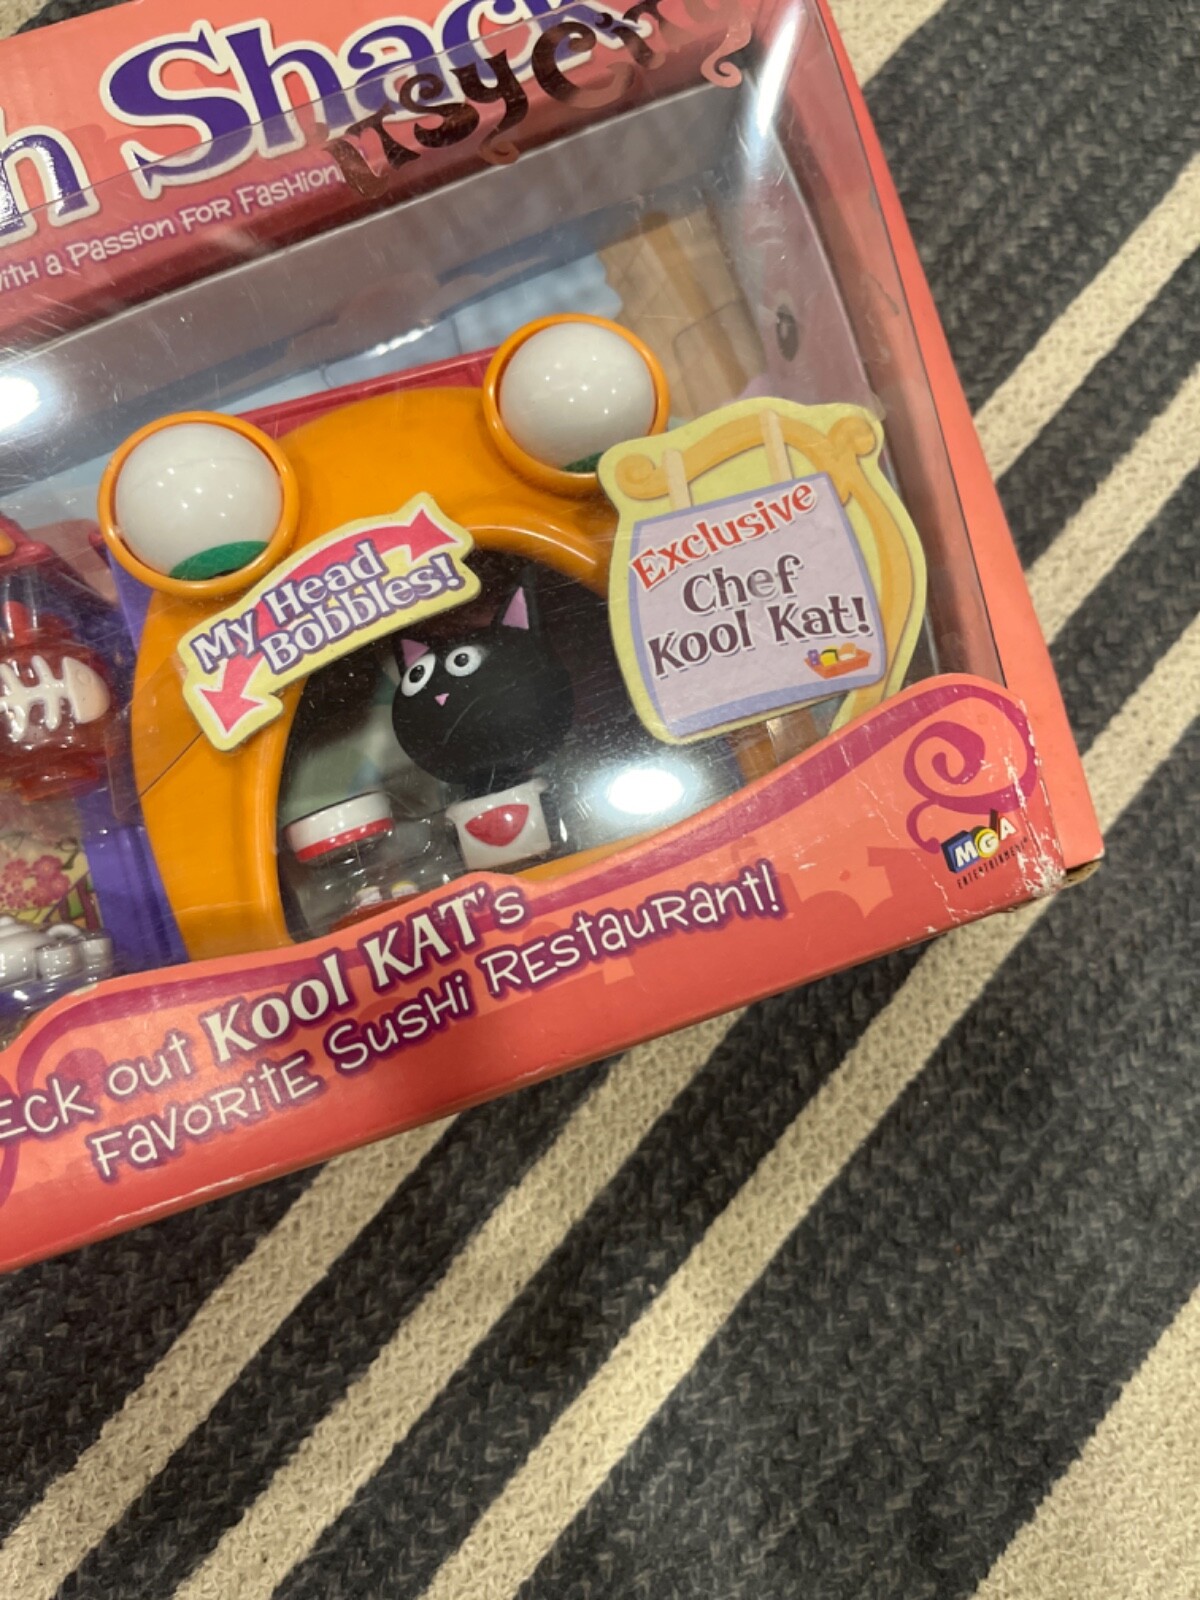 Shack
with a Passion for Fashion
My Head
Bobbles!
Exclusive
Chef
Kool Kat!
MGA
ENTERTAINMENT
out Kool KAT's
FAVORITE Sushi RESTAURANT!